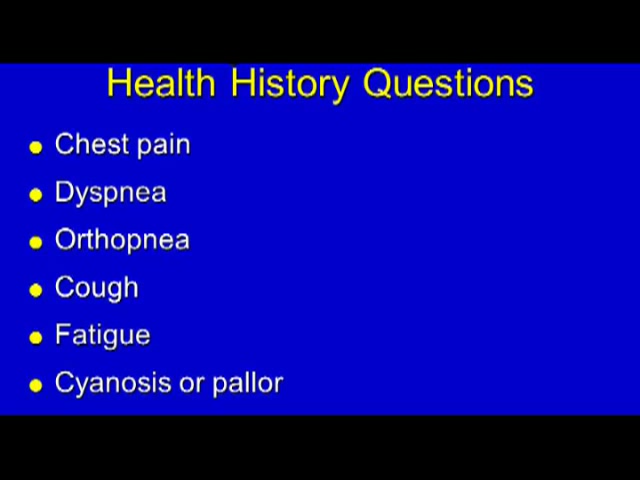 Health History Questions
Chest pain
Dyspnea
Orthopnea
Cough
Fatigue
Cyanosis or pallor